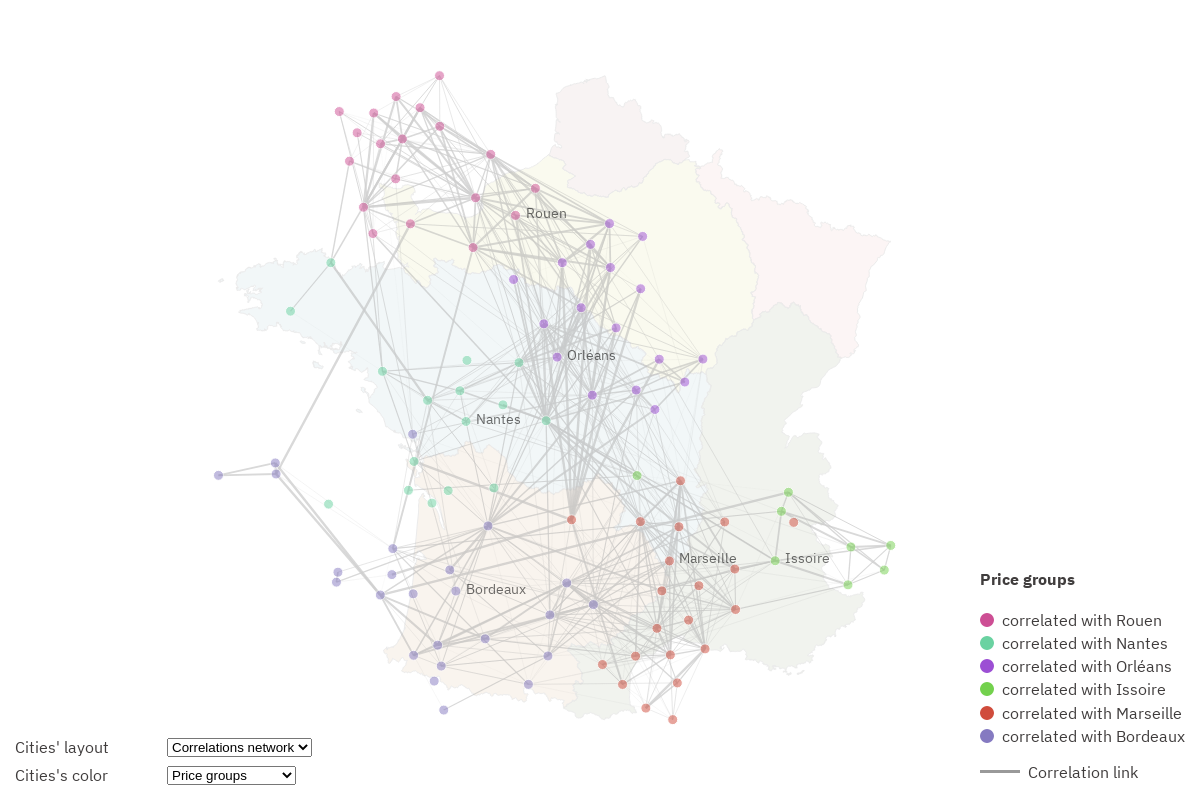 Rouen
Orléans
Nantes
Marseille
Issoire
Bordeaux
Price groups
correlated with Rouen
correlated with Nantes
correlated with Orléans
correlated with Issoire
correlated with Marseille
correlated with Bordeaux
Correlation link
Cities' layout
Correlations network
Cities's color
Price groups